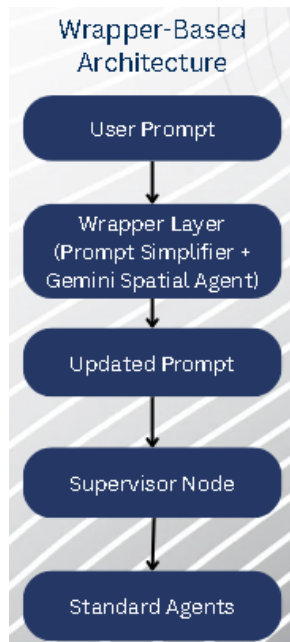 Wrapper-Based
Architecture
User Prompt
Wrapper Layer
(Prompt Simplifier +
Gemini Spatial Agent)
Updated Prompt
Supervisor Node
Standard Agents